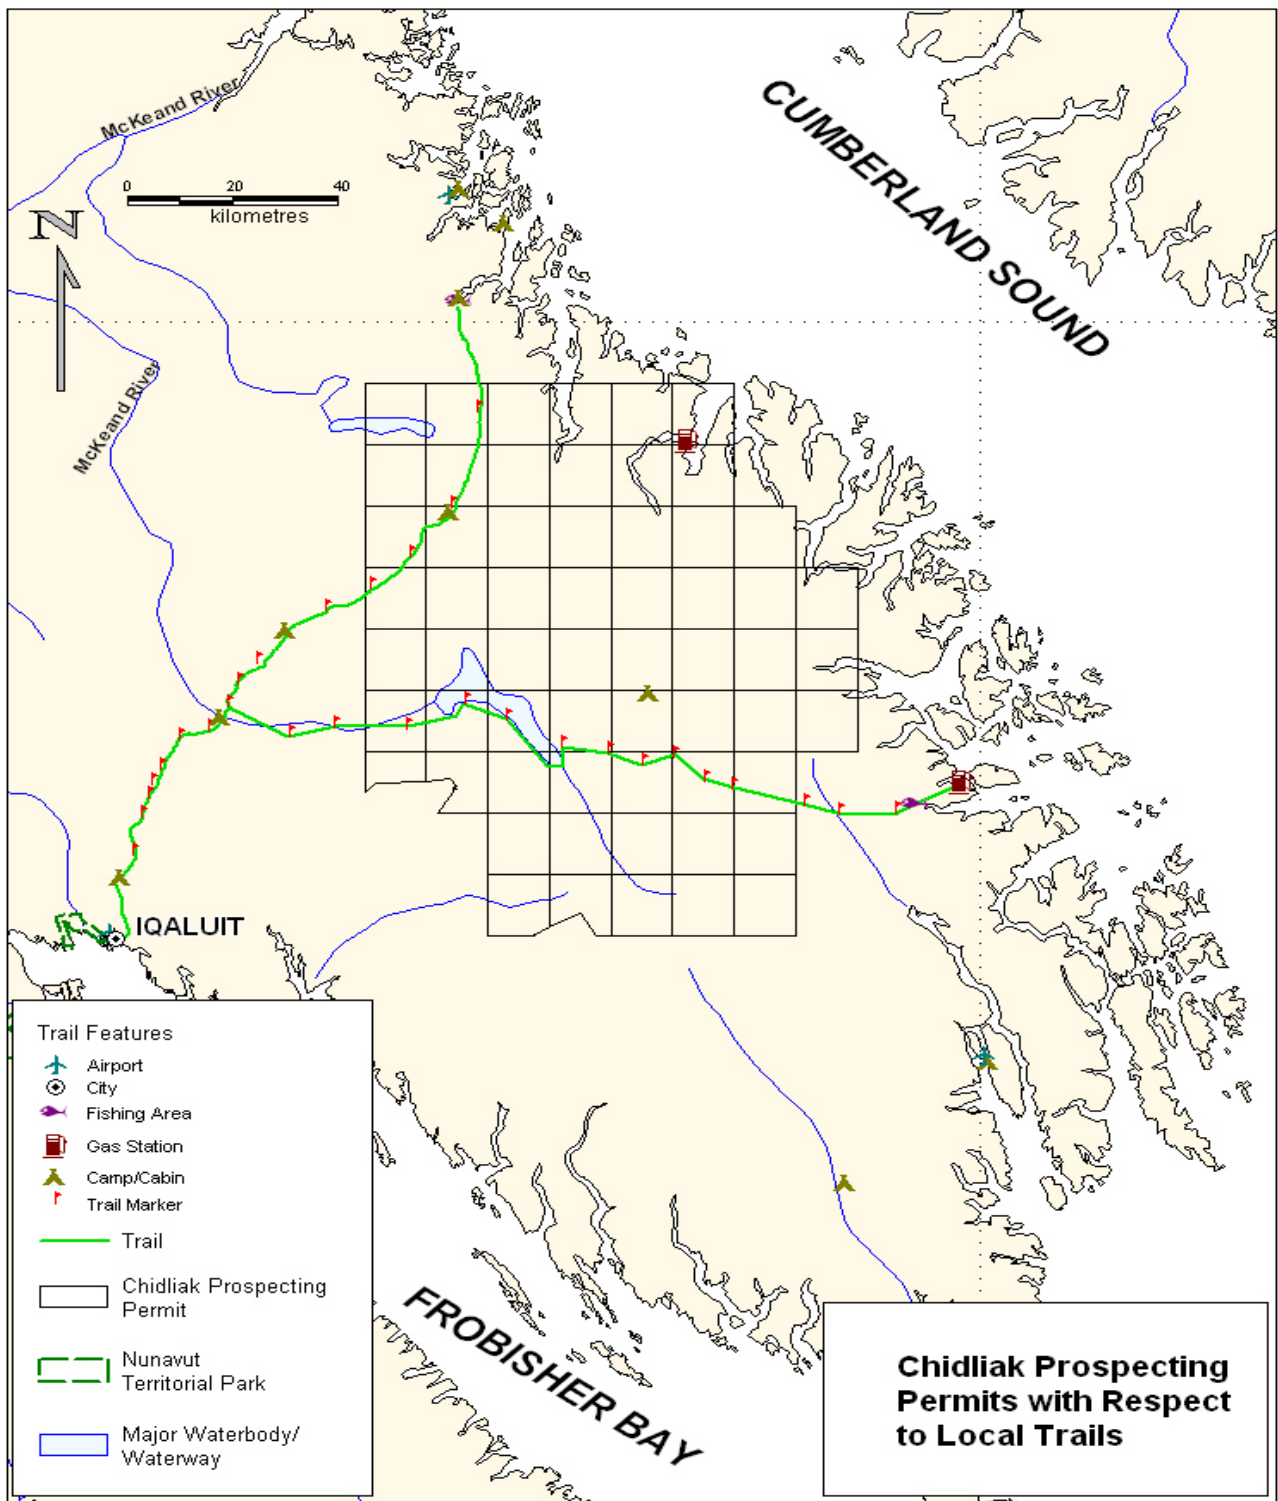 McKeand River
0 20 40
kilometres
N
CUMBERLAND SOUND
McKeand River
IQALUIT
Trail Features
Airport
City
Fishing Area
Gas Station
Camp/Cabin
Trail Marker
Trail
Chidliak Prospecting
Permit
Nunavut
Territorial Park
Major Waterbody/
Waterway
FROBISHER BAY
Chidliak Prospecting
Permits with Respect
to Local Trails